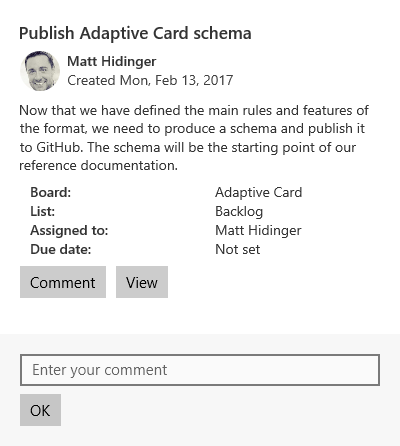 Publish Adaptive Card schema
Matt Hidinger
Created Mon, Feb 13, 2017
Now that we have defined the main rules and features of
the format, we need to produce a schema and publish it
to GitHub. The schema will be the starting point of our
reference documentation.
Board: Adaptive Card
List: Backlog
Assigned to: Matt Hidinger
Due date: Not set
Comment View
Enter your comment
OK